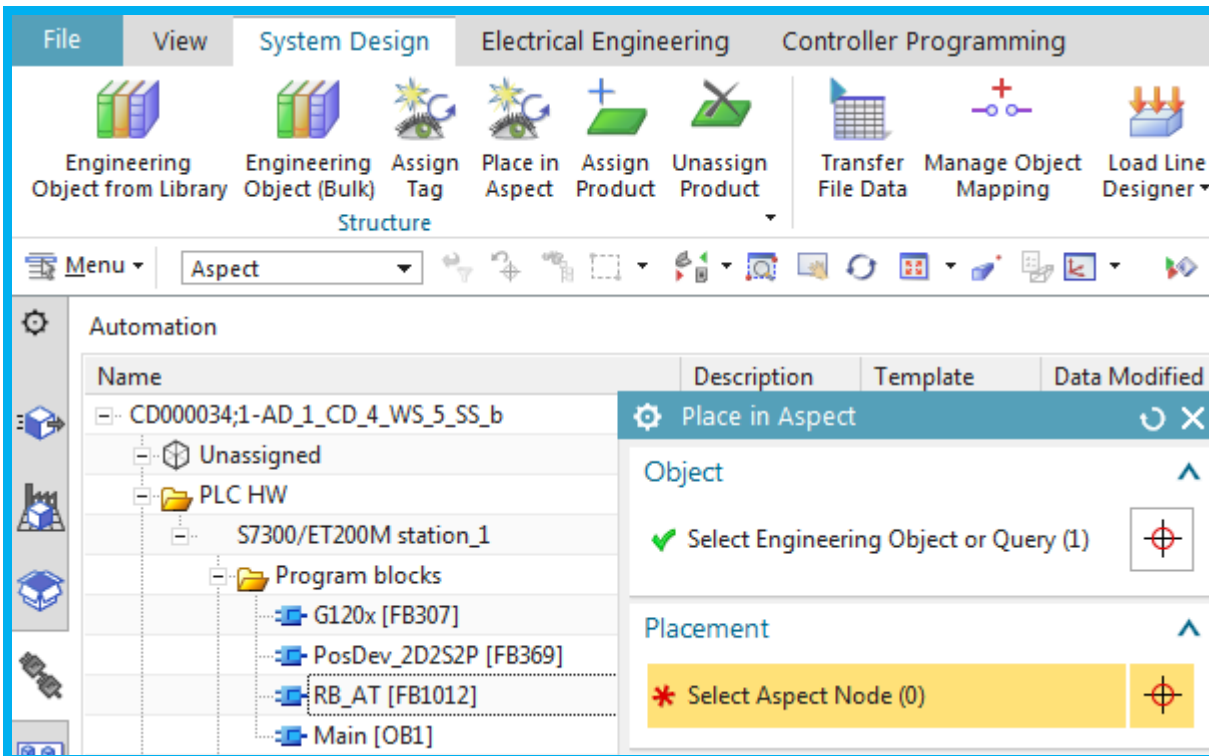 File View System Design Electrical Engineering Controller Programming
Engineering Engineering Assign Place in Assign Unassign Transfer Manage Object Load Line
Object from Library Object (Bulk) Tag Aspect Product Product File Data Mapping Designer
Structure
Menu Aspect
Automation
Name Description Template Data Modified
CD000034;1-AD_1_CD_4_WS_5_SS_b Place in Aspect
Unassigned Object
PLC HW
S7300/ET200M station_1 Select Engineering Object or Query (1)
Program blocks
G120x [FB307] Placement
PosDev_2D2S2P [FB369]
RB_AT [FB1012] Select Aspect Node (0)
Main [OB1]